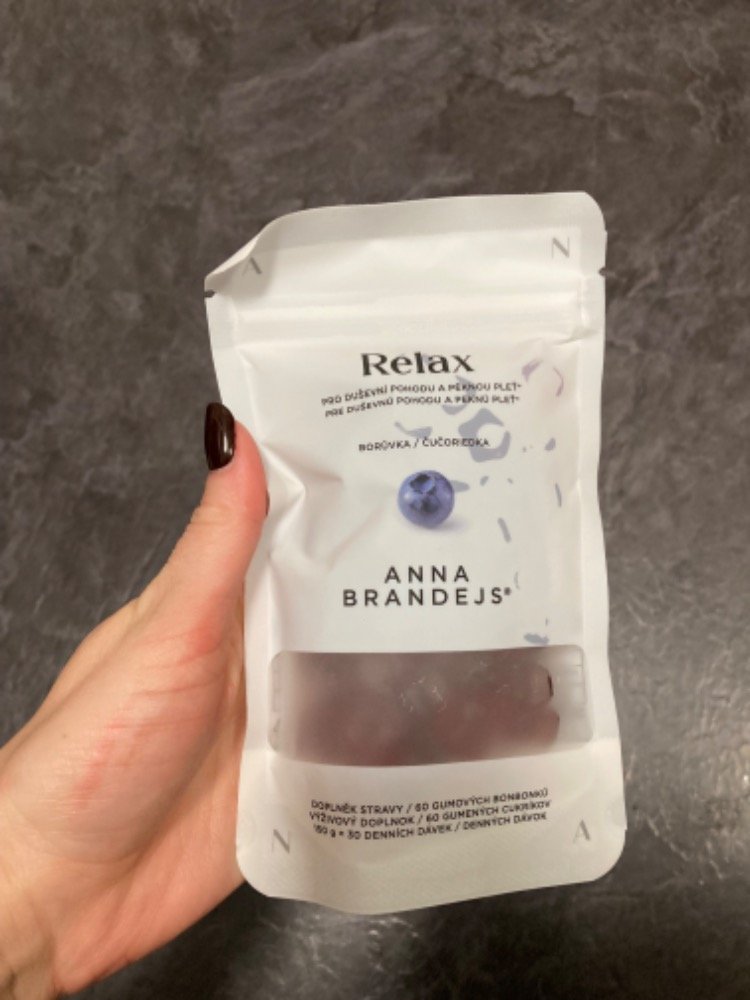 A N
Relax
PRO DUŠEVNÍ POHODU A PĚKNOU PLEŤ*
PRE DUŠEVNÚ POHODU A PEKNÚ PLEŤ*
BORŮVKA / ČUČORIEDKA
ANNA
BRANDEJS®
DOPLNĚK STRAVY / 60 GUMOVÝCH BONBONKŮ
VÝŽIVOVÝ DOPLNOK / 60 GUMENÝCH CUKRÍKOV
150 g = 30 DENNÍCH DÁVEK / DENNÝCH DÁVOK
N A